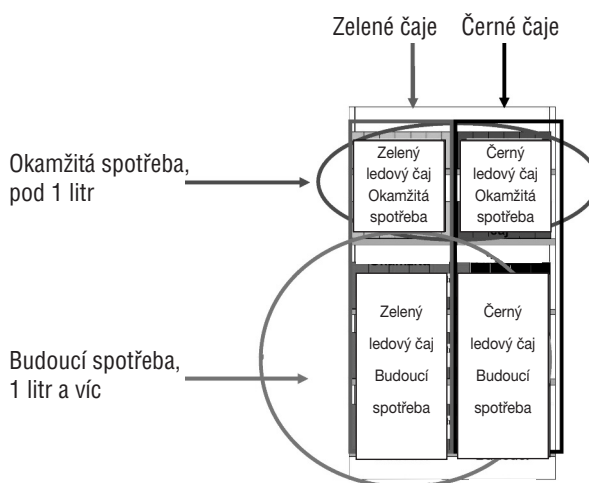 Zelené čaje
Černé čaje
Okamžitá spotřeba,
pod 1 litr
Zelený
ledový čaj
Okamžitá
spotřeba
Černý
ledový čaj
Okamžitá
spotřeba
čaj
Budoucí spotřeba,
1 litr a víc
Zelený
ledový čaj
Budoucí
spotřeba
Černý
ledový čaj
Budoucí
spotřeba